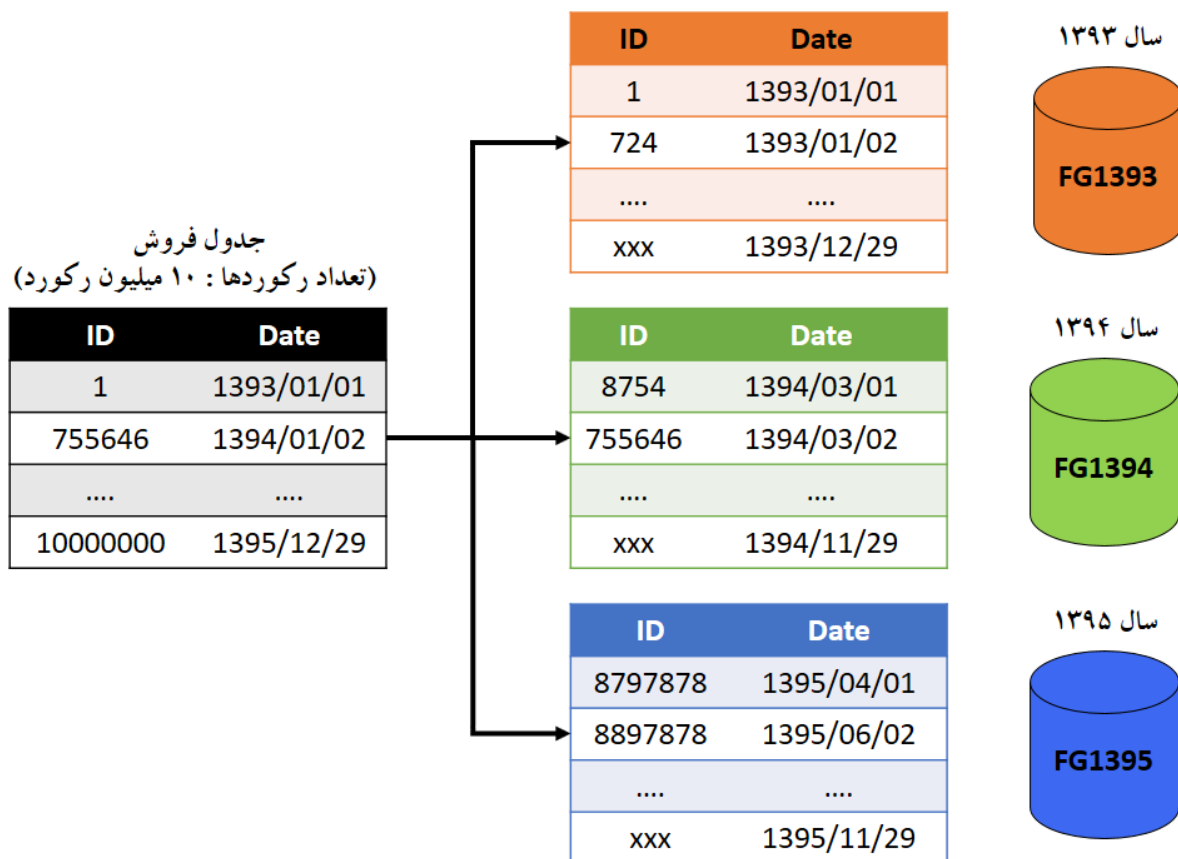 جدول فروش
(تعداد رکوردها : ۱۰ میلیون رکورد)
ID Date
1 1393/01/01
755646 1394/01/02
.... ....
10000000 1395/12/29
ID Date
1 1393/01/01
724 1393/01/02
.... ....
xxx 1393/12/29
سال ۱۳۹۳
FG1393
ID Date
8754 1394/03/01
755646 1394/03/02
.... ....
xxx 1394/11/29
سال ۱۳۹۴
FG1394
ID Date
8797878 1395/04/01
8897878 1395/06/02
.... ....
xxx 1395/11/29
سال ۱۳۹۵
FG1395